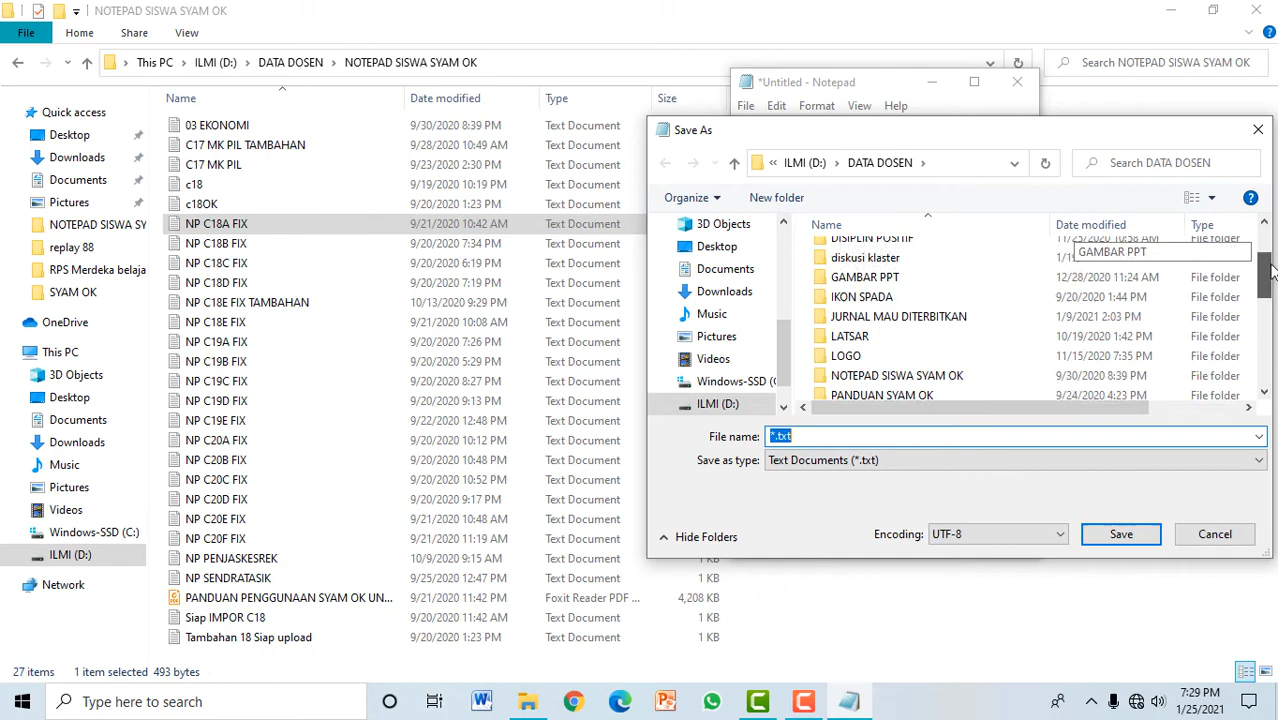 NOTEPAD SISWA SYAM OK
File Home Share View
This PC ILMI (D:) DATA DOSEN NOTEPAD SISWA SYAM OK
Search NOTEPAD SISWA SYAM OK
Quick access
Desktop
Downloads
Documents
Pictures
NOTEPAD SISWA SY
replay 88
RPS Merdeka belaja
SYAM OK
OneDrive
This PC
3D Objects
Desktop
Documents
Downloads
Music
Pictures
Videos
Windows-SSD (C:)
ILMI (D:)
Network
Name Date modified Type Size
03 EKONOMI 9/30/2020 8:39 PM Text Document
C17 MK PIL TAMBAHAN 9/28/2020 10:49 AM Text Document
C17 MK PIL 9/23/2020 2:30 PM Text Document
c18 9/19/2020 10:19 PM Text Document
c18OK 9/20/2020 1:23 PM Text Document
NP C18A FIX 9/21/2020 10:42 AM Text Document
NP C18B FIX 9/20/2020 7:34 PM Text Document
NP C18C FIX 9/20/2020 7:26 PM Text Document
NP C18D FIX 9/20/2020 7:19 PM Text Document
NP C18E FIX TAMBAHAN 10/13/2020 9:29 PM Text Document
NP C18E FIX 9/21/2020 10:08 AM Text Document
NP C19A FIX 9/20/2020 7:26 PM Text Document
NP C19B FIX 9/20/2020 5:29 PM Text Document
NP C19C FIX 9/20/2020 8:27 PM Text Document
NP C19D FIX 9/20/2020 9:13 PM Text Document
NP C19E FIX 9/22/2020 12:48 PM Text Document
NP C20A FIX 9/20/2020 10:12 PM Text Document
NP C20B FIX 9/20/2020 10:36 PM Text Document
NP C20C FIX 9/20/2020 10:52 PM Text Document
NP C20D FIX 9/20/2020 9:17 PM Text Document
NP C20E FIX 9/21/2020 10:48 AM Text Document
NP C20F FIX 9/20/2020 11:19 PM Text Document
NP PENJASKESREK 10/9/2020 9:15 AM Text Document 1 KB
NP SENDRATASIK 9/25/2020 12:47 PM Text Document 1 KB
PANDUAN PENGGUNAAN SYAM OK UN... 9/21/2020 11:42 PM Foxit Reader PDF ... 4,208 KB
Siap IMPOR C18 9/20/2020 11:42 AM Text Document 1 KB
Tambahan 18 Siap upload 9/20/2020 1:23 PM Text Document 1 KB
27 items 1 item selected 493 bytes
*Untitled - Notepad
File Edit Format View Help
Save As
« ILMI (D:) DATA DOSEN
Search DATA DOSEN
Organize New folder
3D Objects
Desktop
Documents
Downloads
Music
Pictures
Videos
Windows-SSD (C
ILMI (D:)
Name Date modified Type
DISIPLIN POSITIF 11/25/2020 10:58 AM File folder
diskusi klaster File folder
GAMBAR PPT
GAMBAR PPT 12/28/2020 11:24 AM File folder
IKON SPADA 9/20/2020 1:44 PM File folder
JURNAL MAU DITERBITKAN 1/9/2021 2:03 PM File folder
LATSAR 10/19/2020 1:42 PM File folder
LOGO 11/15/2020 7:35 PM File folder
NOTEPAD SISWA SYAM OK 9/30/2020 8:39 PM File folder
PANDUAN SYAM OK 9/24/2020 4:23 PM File folder
File name: *.txt
Save as type: Text Documents (*.txt)
Hide Folders Encoding: UTF-8 Save Cancel
Type here to search
7:29 PM
1/25/2021